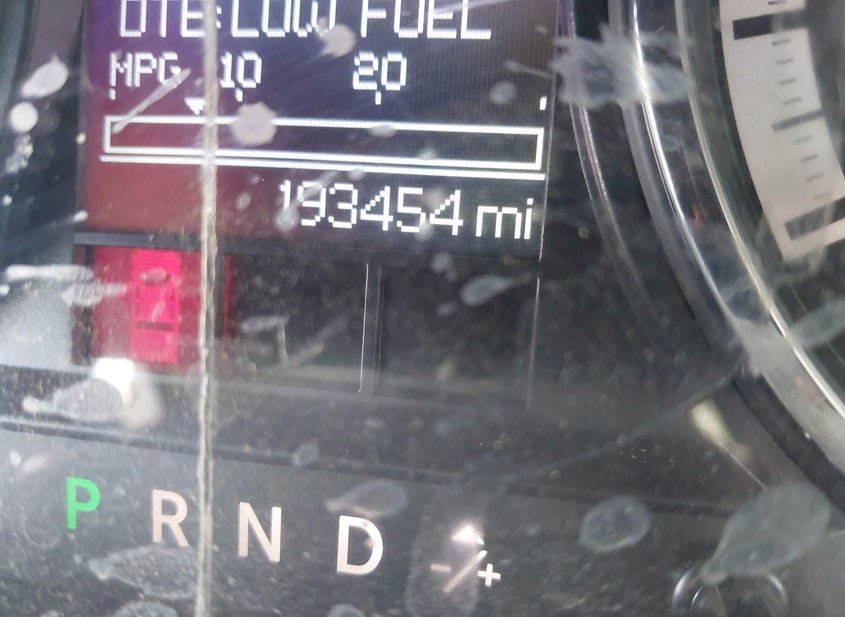 DTE:LOW FUEL
MPG 10 20
193454 mi
P R N D -/+